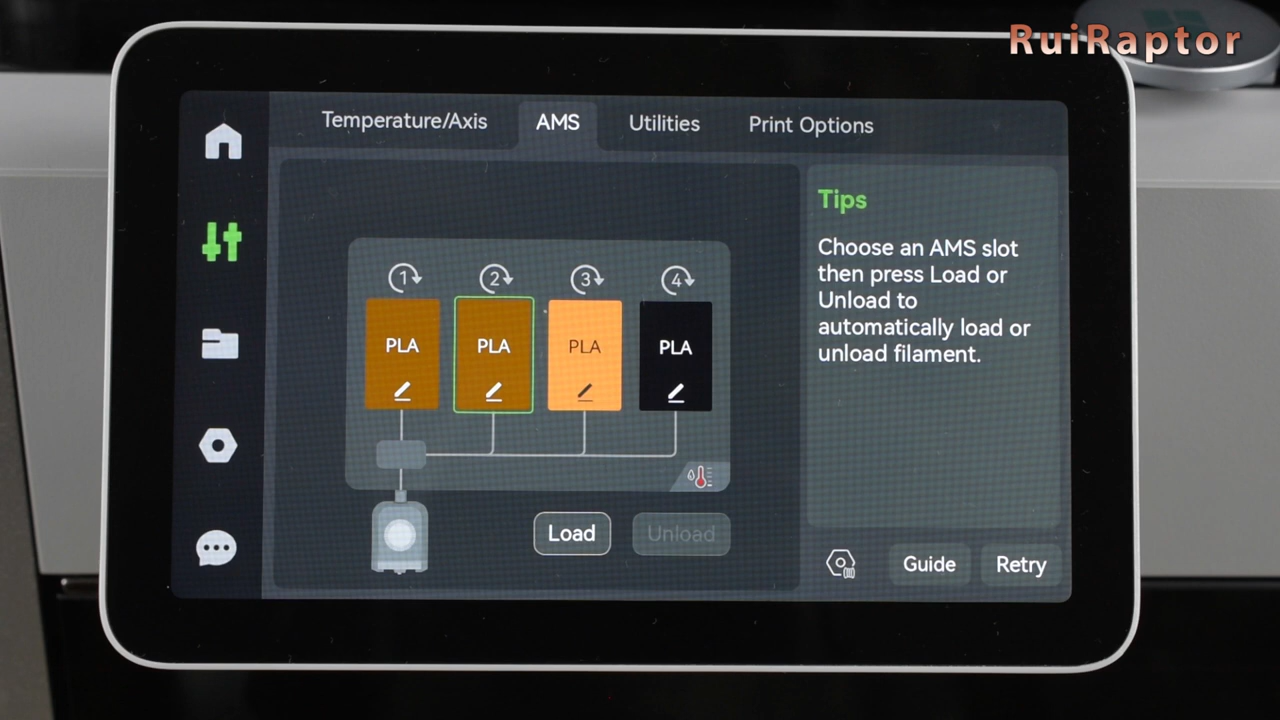 RuiRaptor
Temperature/Axis
AMS
Utilities
Print Options
1
2
3
4
PLA
PLA
PLA
PLA
Load
Unload
Tips
Choose an AMS slot
then press Load or
Unload to
automatically load or
unload filament.
Guide
Retry